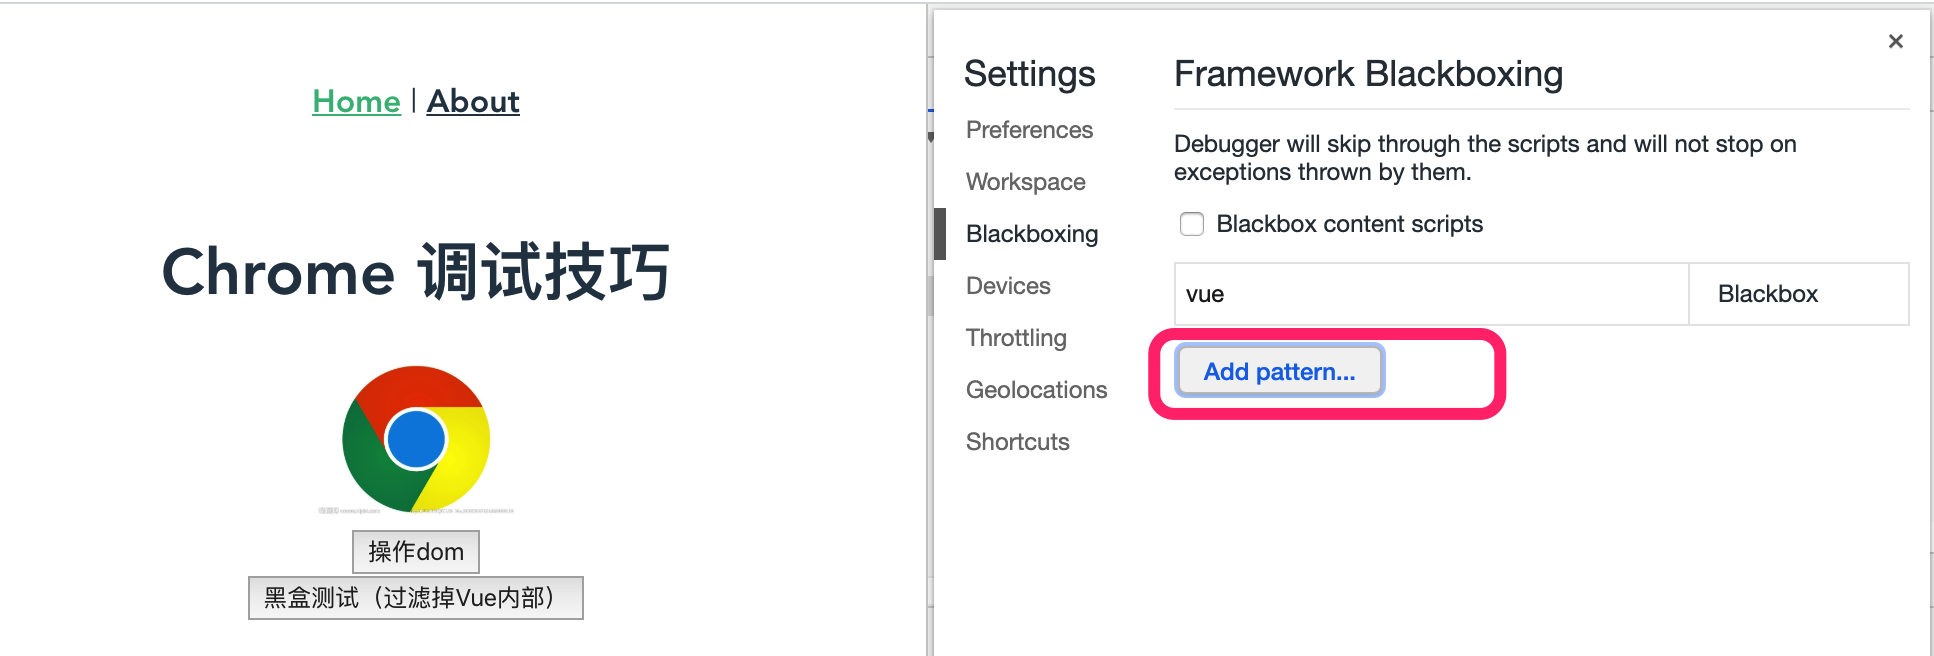 Home | About
Chrome 调试技巧
操作dom
黑盒测试（过滤掉Vue内部）
×
Settings
Preferences
Workspace
Blackboxing
Devices
Throttling
Geolocations
Shortcuts
Framework Blackboxing
Debugger will skip through the scripts and will not stop on
exceptions thrown by them.
Blackbox content scripts
vue Blackbox
Add pattern...